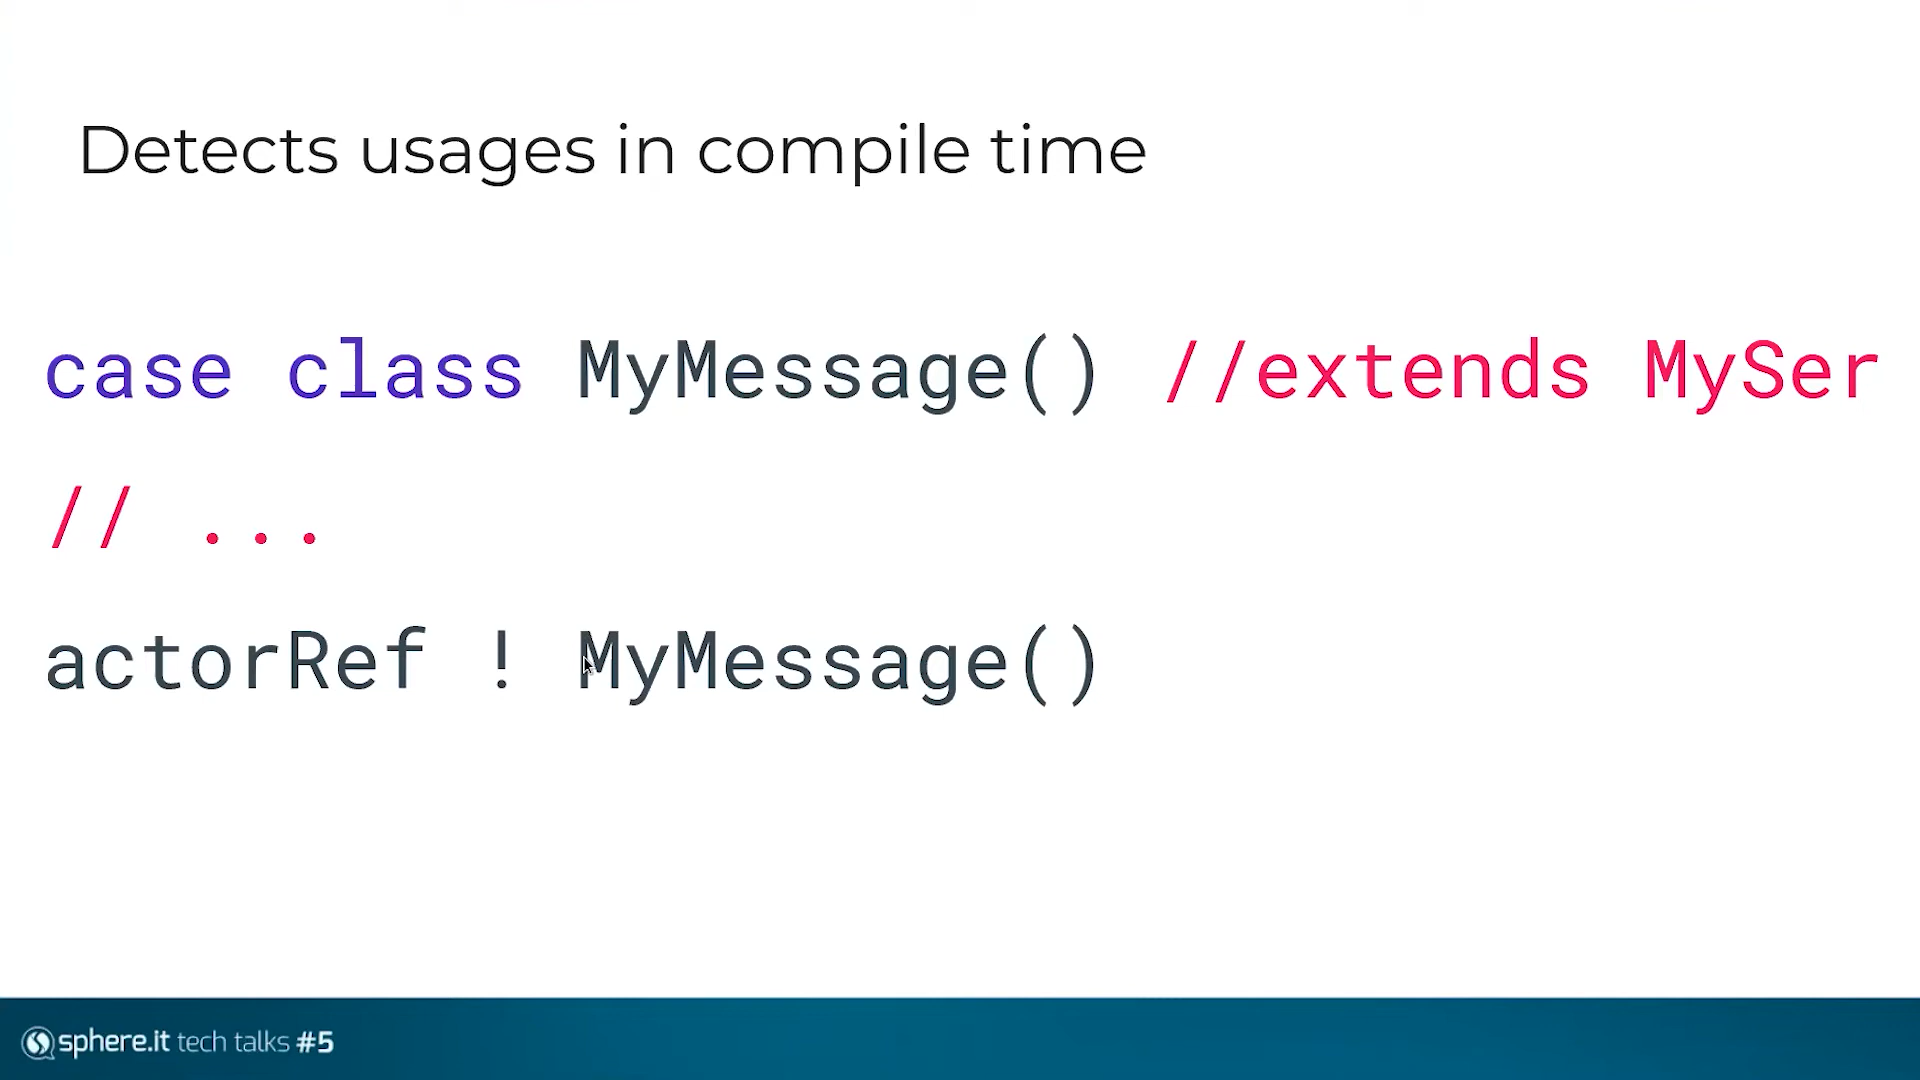 Detects usages in compile time
case class MyMessage() //extends MySer
// ...
actorRef ! MyMessage()
sphere.it tech talks #5